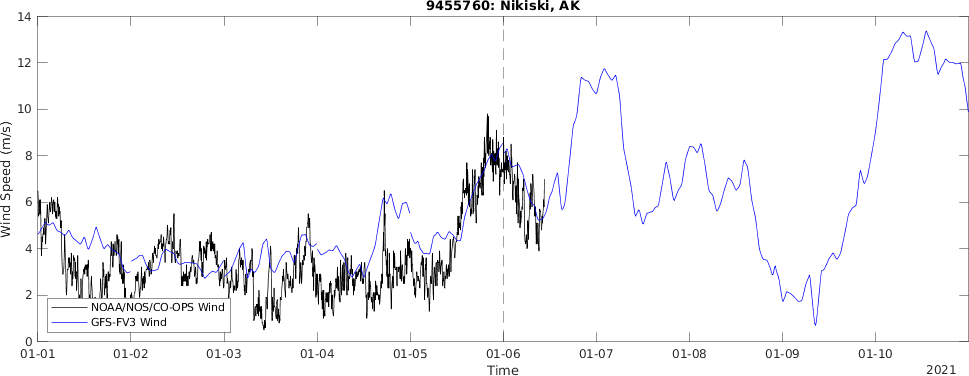 9455760: Nikiski, AK
14
12
10
8
6
4
2
0
Wind Speed (m/s)
NOAA/NOS/CO-OPS Wind
GFS-FV3 Wind
01-01 01-02 01-03 01-04 01-05 01-06 01-07 01-08 01-09 01-10
Time
2021